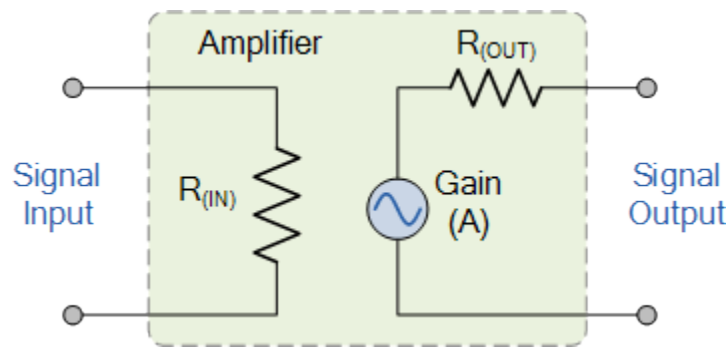 Amplifier
R(OUT)
Signal
Input
R(IN)
Gain
(A)
Signal
Output